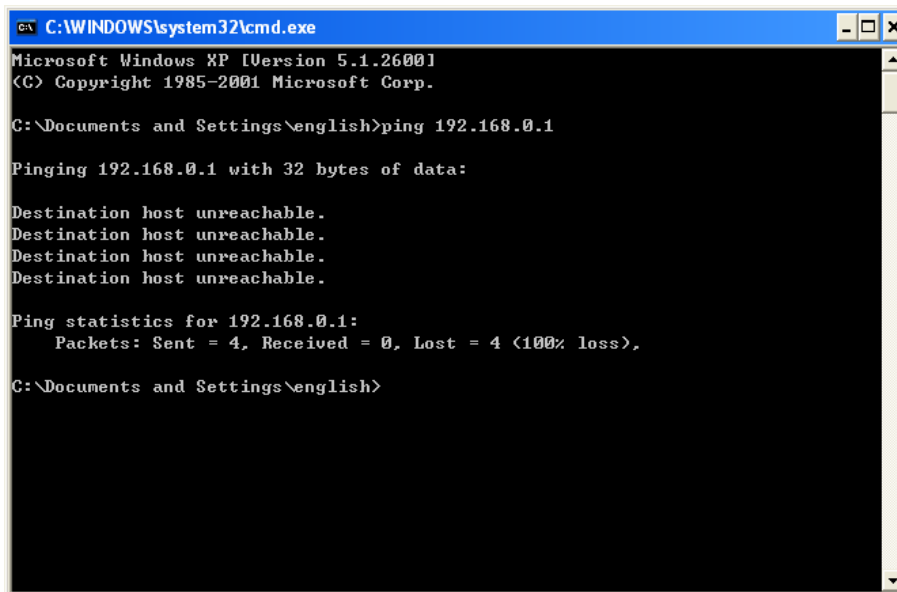 C:\WINDOWS\system32\cmd.exe
Microsoft Windows XP [Version 5.1.2600]
(C) Copyright 1985-2001 Microsoft Corp.
C:\Documents and Settings\english>ping 192.168.0.1
Pinging 192.168.0.1 with 32 bytes of data:
Destination host unreachable.
Destination host unreachable.
Destination host unreachable.
Destination host unreachable.
Ping statistics for 192.168.0.1:
    Packets: Sent = 4, Received = 0, Lost = 4 (100% loss),
C:\Documents and Settings\english>